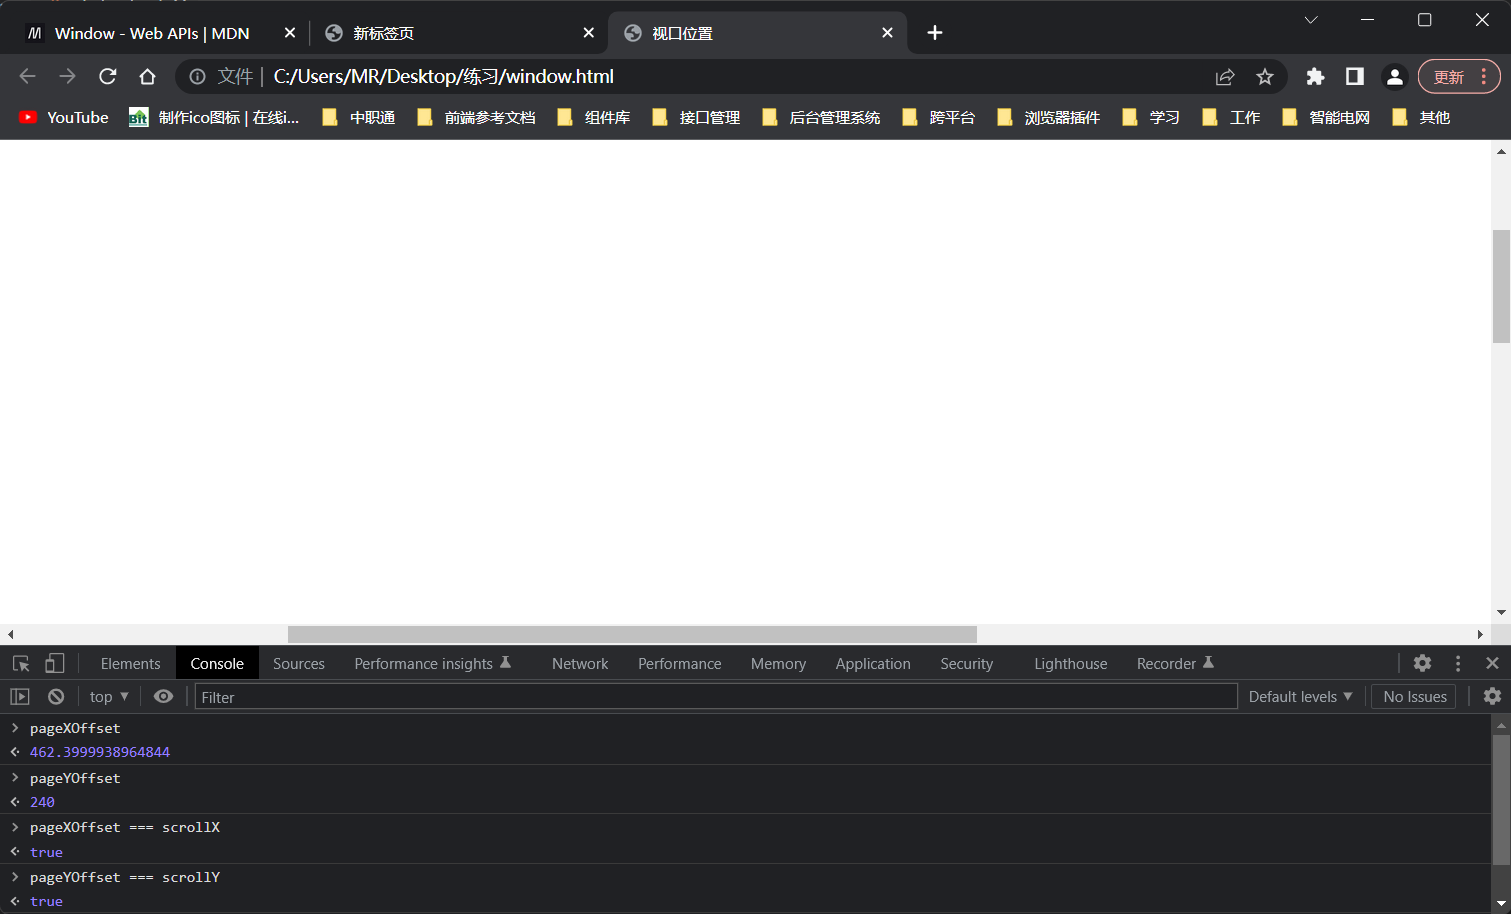 Window - Web APIs | MDN
新标签页
视口位置
文件 | C:/Users/MR/Desktop/练习/window.html
更新
YouTube
制作ico图标 | 在线i...
中职通
前端参考文档
组件库
接口管理
后台管理系统
跨平台
浏览器插件
学习
工作
智能电网
其他
Elements
Console
Sources
Performance insights
Network
Performance
Memory
Application
Security
Lighthouse
Recorder
top
Filter
Default levels
No Issues
pageXOffset
462.3999938964844
pageYOffset
240
pageXOffset === scrollX
true
pageYOffset === scrollY
true